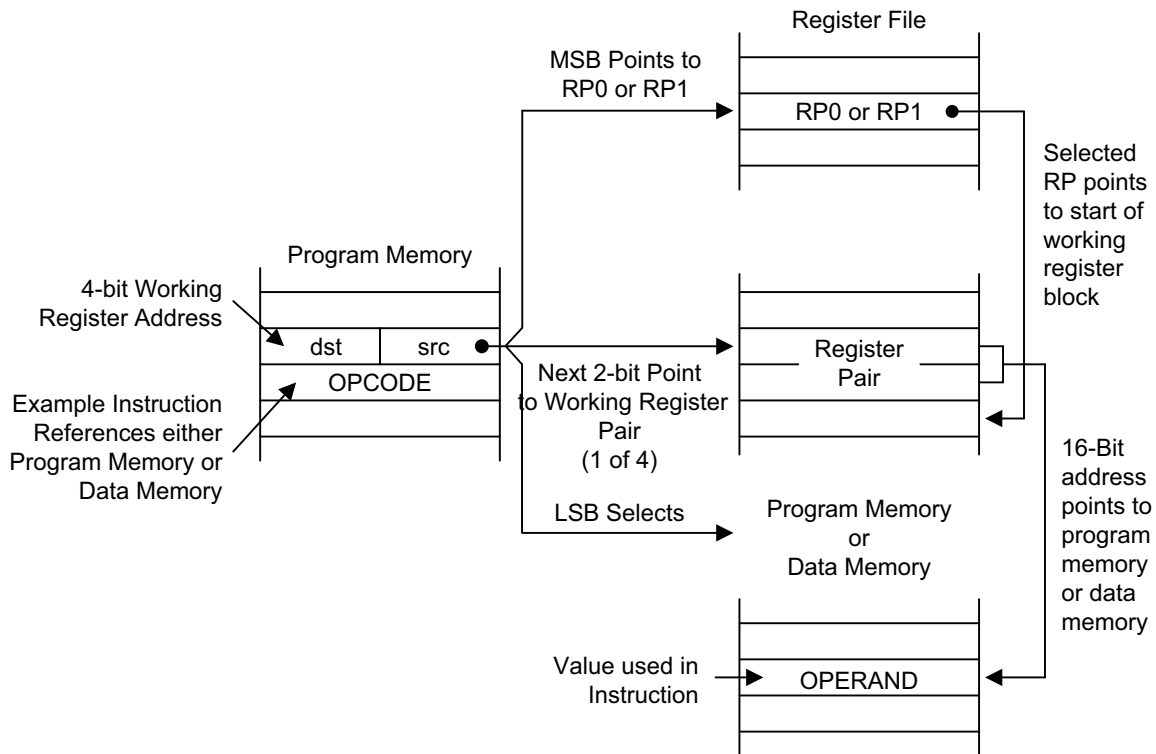 Register File
MSB Points to
RP0 or RP1
RP0 or RP1
Selected
RP points
to start of
working
register
block
Program Memory
4-bit Working
Register Address
dst
src
OPCODE
Example Instruction
References either
Program Memory or
Data Memory
Next 2-bit Point
to Working Register
Pair
(1 of 4)
Register
Pair
LSB Selects
Program Memory
or
Data Memory
16-Bit
address
points to
program
memory
or data
memory
Value used in
Instruction
OPERAND